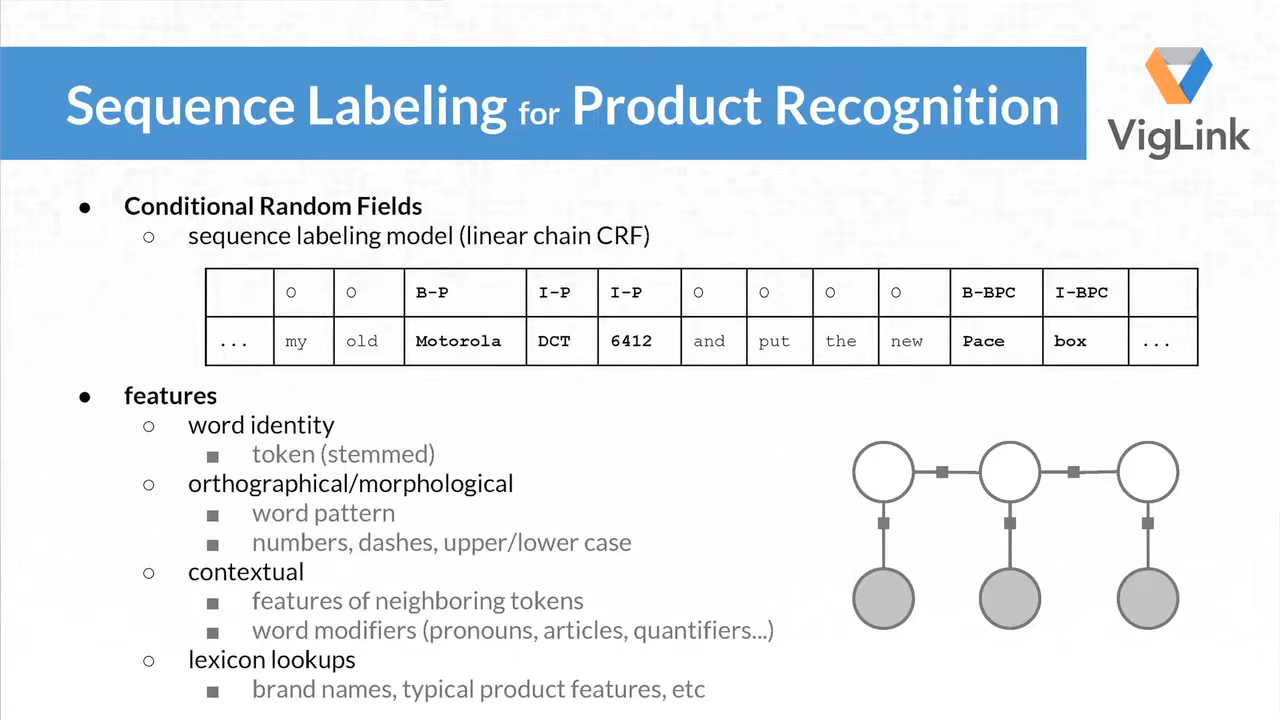 Sequence Labeling for Product Recognition
VigLink
● Conditional Random Fields
○ sequence labeling model (linear chain CRF)
O O B-P I-P I-P O O O O B-BPC I-BPC
... my old Motorola DCT 6412 and put the new Pace box ...
● features
○ word identity
■ token (stemmed)
○ orthographical/morphological
■ word pattern
■ numbers, dashes, upper/lower case
○ contextual
■ features of neighboring tokens
■ word modifiers (pronouns, articles, quantifiers...)
○ lexicon lookups
■ brand names, typical product features, etc